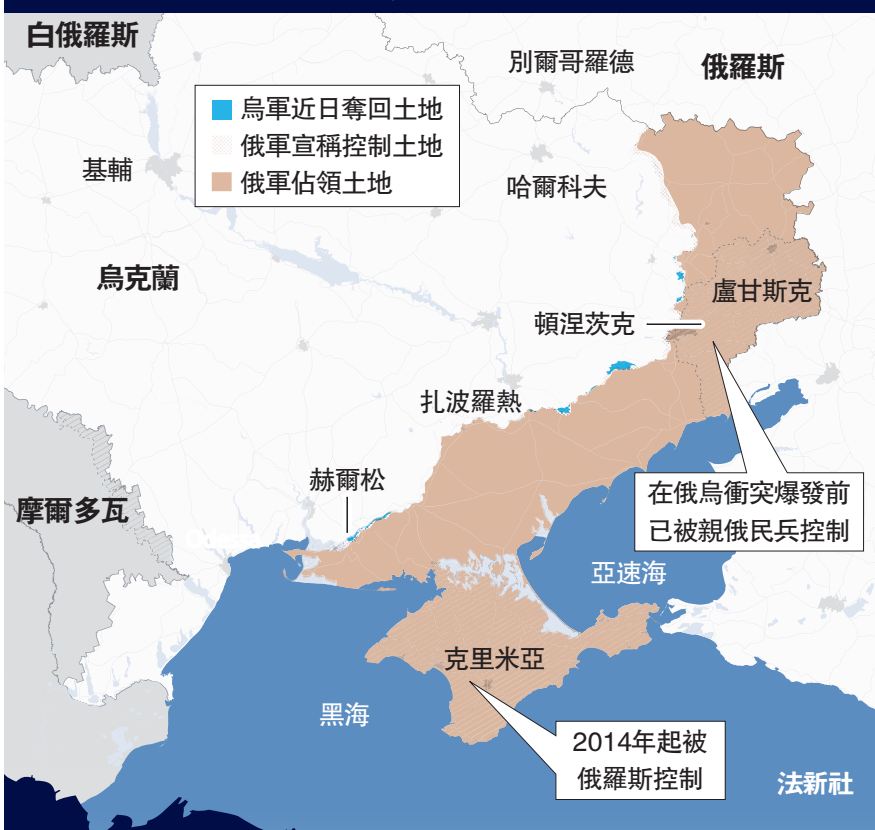 白俄羅斯
別爾哥羅德
俄羅斯
烏軍近日奪回土地
俄軍宣稱控制土地
俄軍佔領土地
基輔
哈爾科夫
烏克蘭
盧甘斯克
頓涅茨克
扎波羅熱
赫爾松
摩爾多瓦
在俄烏衝突爆發前
已被親俄民兵控制
亞速海
克里米亞
黑海
2014年起被
俄羅斯控制
法新社